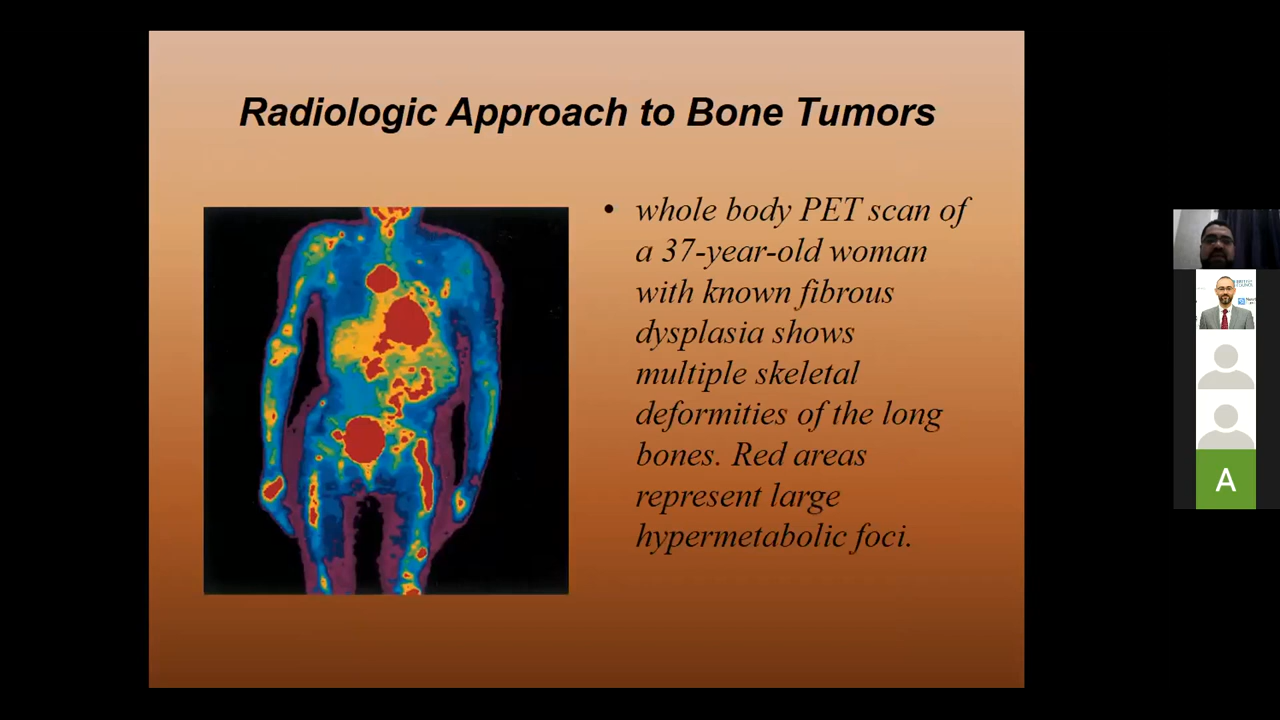 Radiologic Approach to Bone Tumors
• whole body PET scan of
a 37-year-old woman
with known fibrous
dysplasia shows
multiple skeletal
deformities of the long
bones. Red areas
represent large
hypermetabolic foci.
A